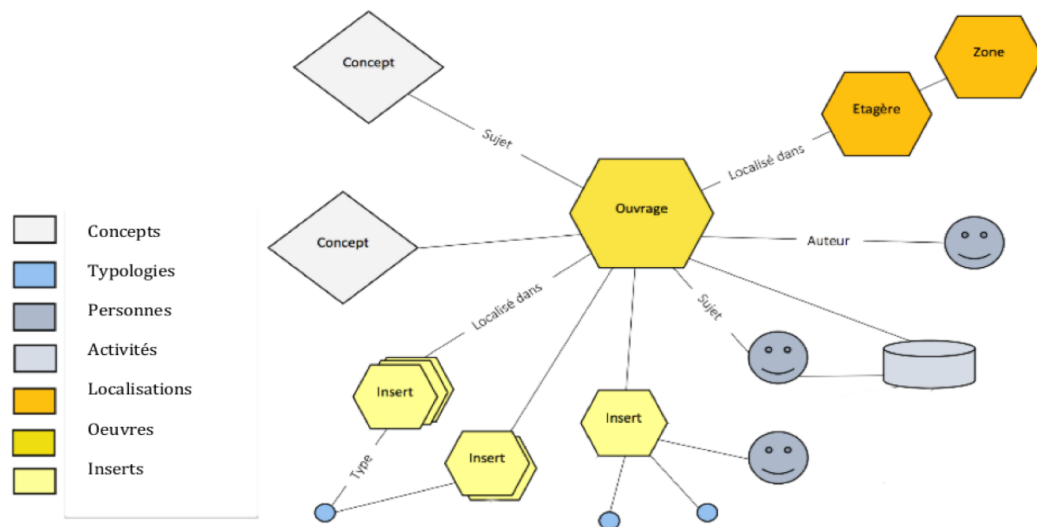 Concept
Zone
Etagère
Sujet
Localisé dans
Ouvrage
Concept
Auteur
Concepts
Typologies
Personnes
Activités
Localisations
Oeuvres
Inserts
Localisé dans
Sujet
Insert
Insert
Insert
Type